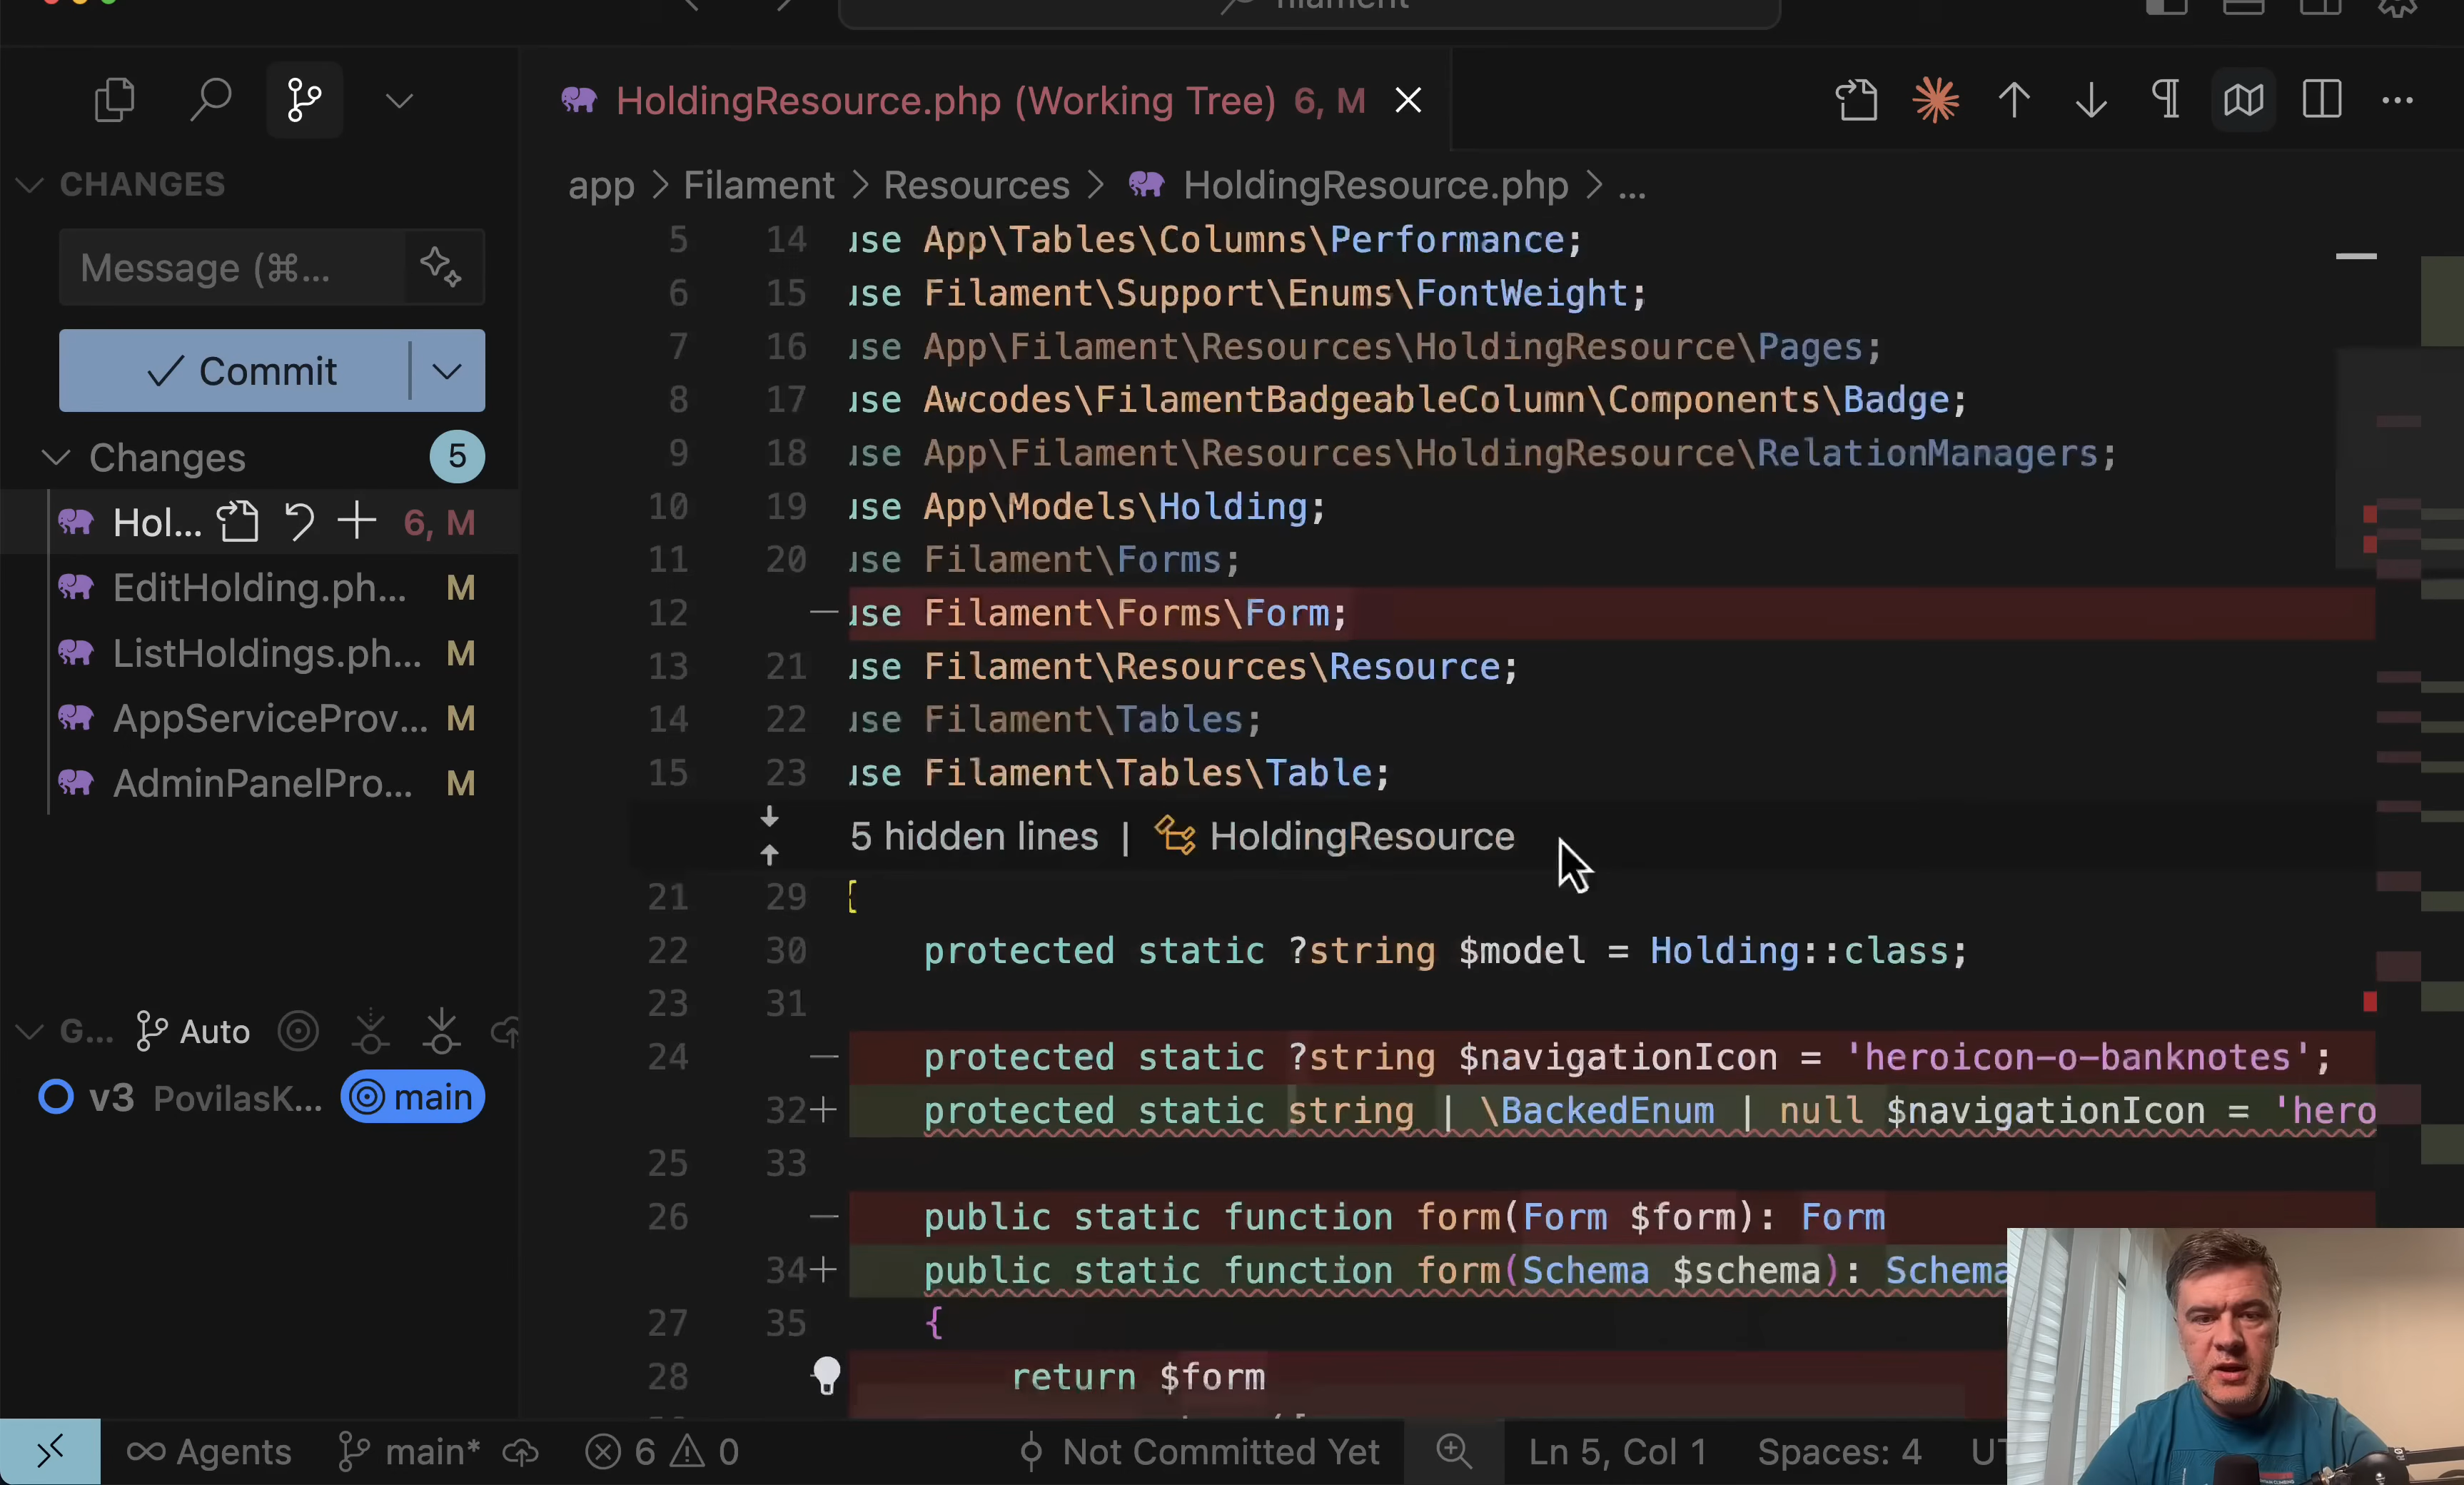 filament
HoldingResource.php (Working Tree) 6, M
CHANGES
app > Filament > Resources > HoldingResource.php > ...
Message (⌘...
Commit
Changes 5
Hol... 6, M
EditHolding.ph... M
ListHoldings.ph... M
AppServiceProv... M
AdminPanelPro... M
G... Auto
v3 PovilasK... main
5 14 use App\Tables\Columns\Performance;
6 15 use Filament\Support\Enums\FontWeight;
7 16 use App\Filament\Resources\HoldingResource\Pages;
8 17 use Awcodes\FilamentBadgeableColumn\Components\Badge;
9 18 use App\Filament\Resources\HoldingResource\RelationManagers;
10 19 use App\Models\Holding;
11 20 use Filament\Forms;
12 — use Filament\Forms\Form;
13 21 use Filament\Resources\Resource;
14 22 use Filament\Tables;
15 23 use Filament\Tables\Table;
5 hidden lines | HoldingResource
21 29 {
22 30 protected static ?string $model = Holding::class;
23 31
24 — protected static ?string $navigationIcon = 'heroicon-o-banknotes';
32+ protected static string | \BackedEnum | null $navigationIcon = 'hero
25 33
26 — public static function form(Form $form): Form
34+ public static function form(Schema $schema): Schema
27 35 {
28 return $form
Agents main* 6 0 Not Committed Yet Ln 5, Col 1 Spaces: 4